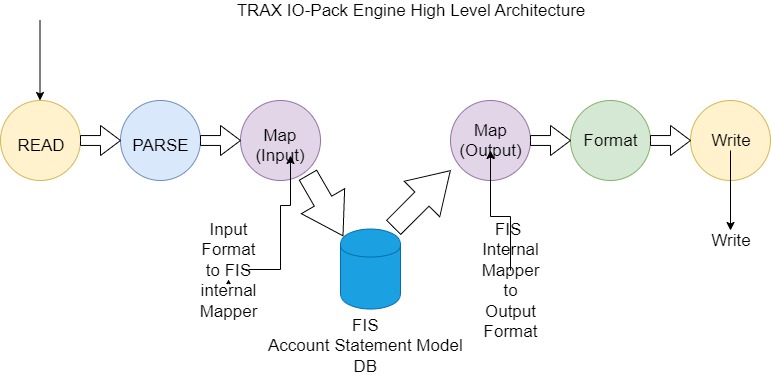 TRAX IO-Pack Engine High Level Architecture
READ
PARSE
Map
(Input)
Map
(Output)
Format
Write
Input
Format
to FIS
internal
Mapper
FIS
Internal
Mapper
to
Output
Format
Write
FIS
Account Statement Model
DB